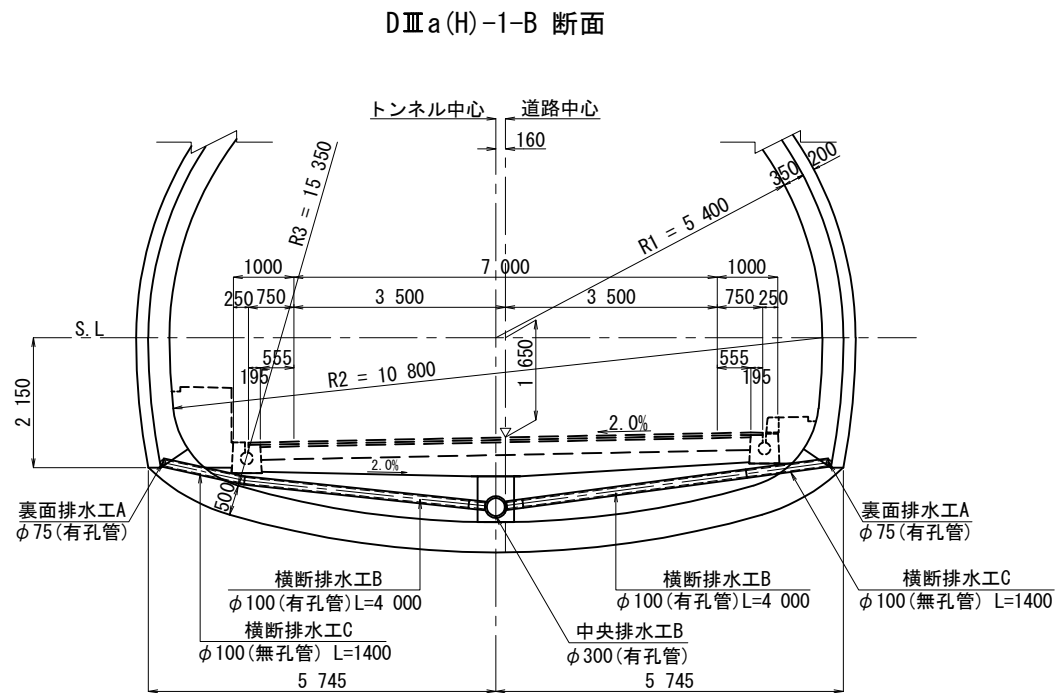 DⅢa(H)-1-B 断面
トンネル中心
道路中心
160
R3 = 15 350
R1 = 5 400
350
200
1000
7 000
1000
250
750
3 500
3 500
750
250
S.L
555
195
R2 = 10 800
1 650
555
195
2 150
2.0%
2.0%
500
裏面排水工A
φ75(有孔管)
裏面排水工A
φ75(有孔管)
横断排水工B
φ100(有孔管)L=4 000
横断排水工B
φ100(有孔管)L=4 000
横断排水工C
φ100(無孔管) L=1400
横断排水工C
φ100(無孔管) L=1400
中央排水工B
φ300(有孔管)
5 745
5 745